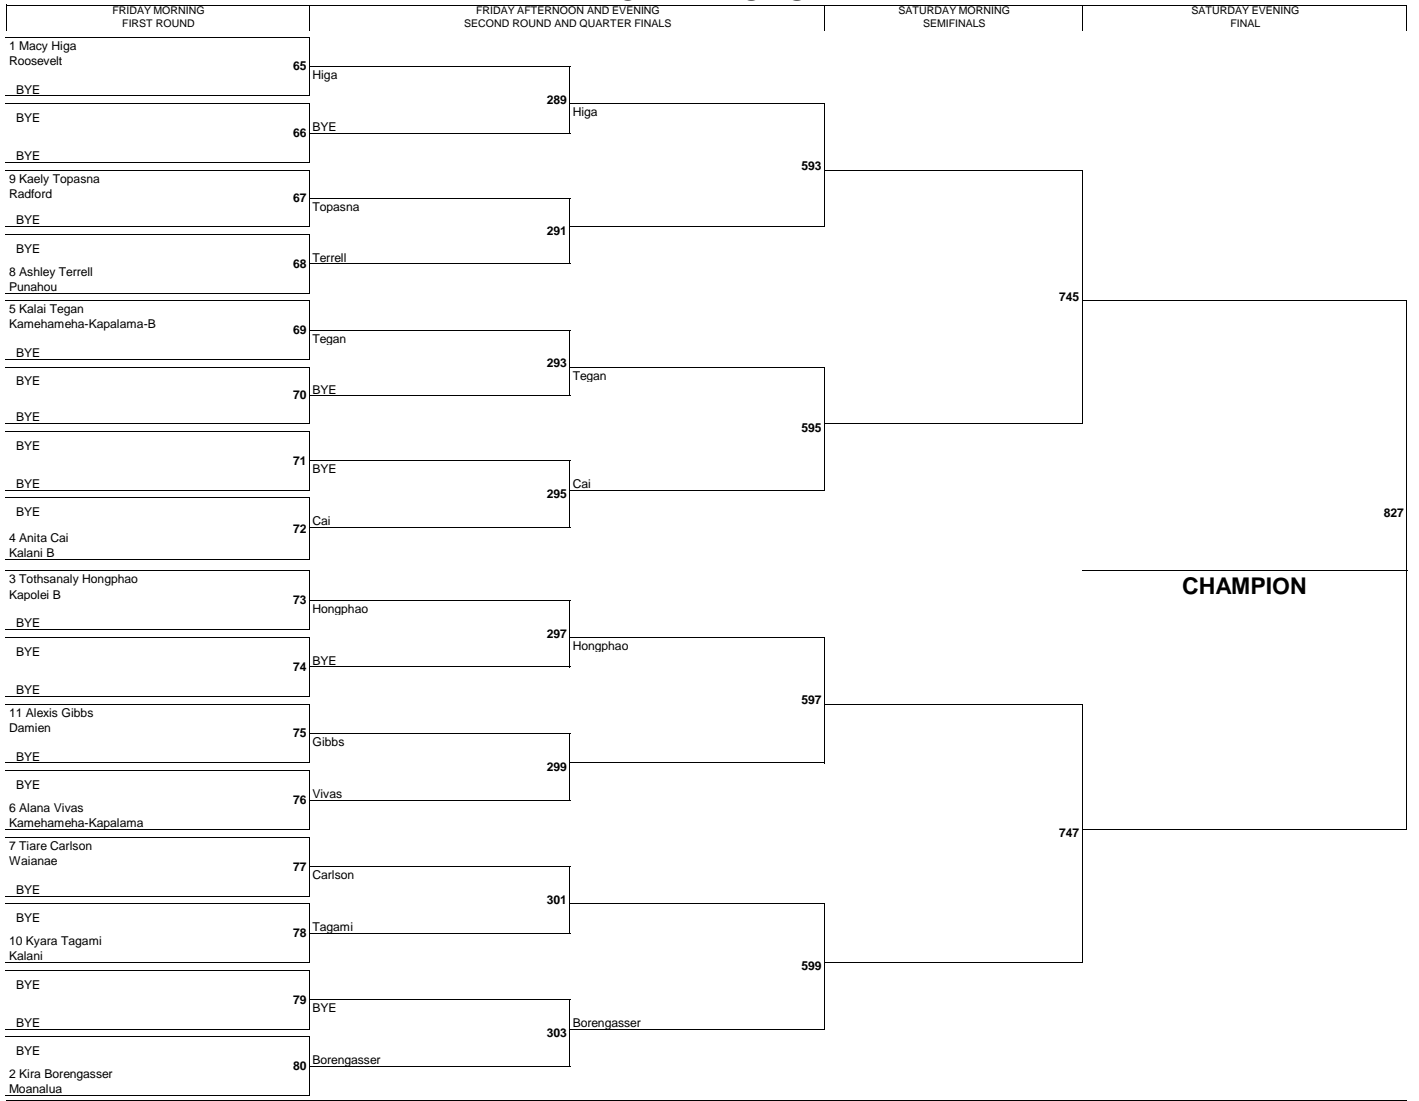 FRIDAY MORNING
FIRST ROUND
FRIDAY AFTERNOON AND EVENING
SECOND ROUND AND QUARTER FINALS
SATURDAY MORNING
SEMIFINALS
SATURDAY EVENING
FINAL
1 Macy Higa
Roosevelt
65
BYE
Higa
289
BYE
66
BYE
BYE
Higa
593
9 Kaely Topasna
Radford
67
BYE
Topasna
291
BYE
68
Terrell
8 Ashley Terrell
Punahou
745
5 Kalai Tegan
Kamehameha-Kapalama-B
69
BYE
Tegan
293
BYE
70
BYE
BYE
Tegan
595
BYE
71
BYE
BYE
295
Cai
BYE
72
Cai
4 Anita Cai
Kalani B
827
CHAMPION
3 Tothsanaly Hongphao
Kapolei B
73
BYE
Hongphao
297
BYE
74
BYE
BYE
Hongphao
597
11 Alexis Gibbs
Damien
75
BYE
Gibbs
299
BYE
76
Vivas
6 Alana Vivas
Kamehameha-Kapalama
747
7 Tiare Carlson
Waianae
77
BYE
Carlson
301
BYE
78
Tagami
10 Kyara Tagami
Kalani
599
BYE
79
BYE
BYE
303
Borengasser
BYE
80
Borengasser
2 Kira Borengasser
Moanalua